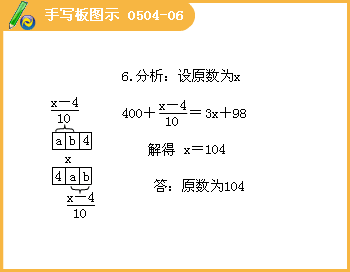 手写板图示 0504-06
6.分析：设原数为x
x－4
10
a b 4
x
4 a b
x－4
10
400＋x－4/10＝3x＋98
解得 x＝104
答：原数为104